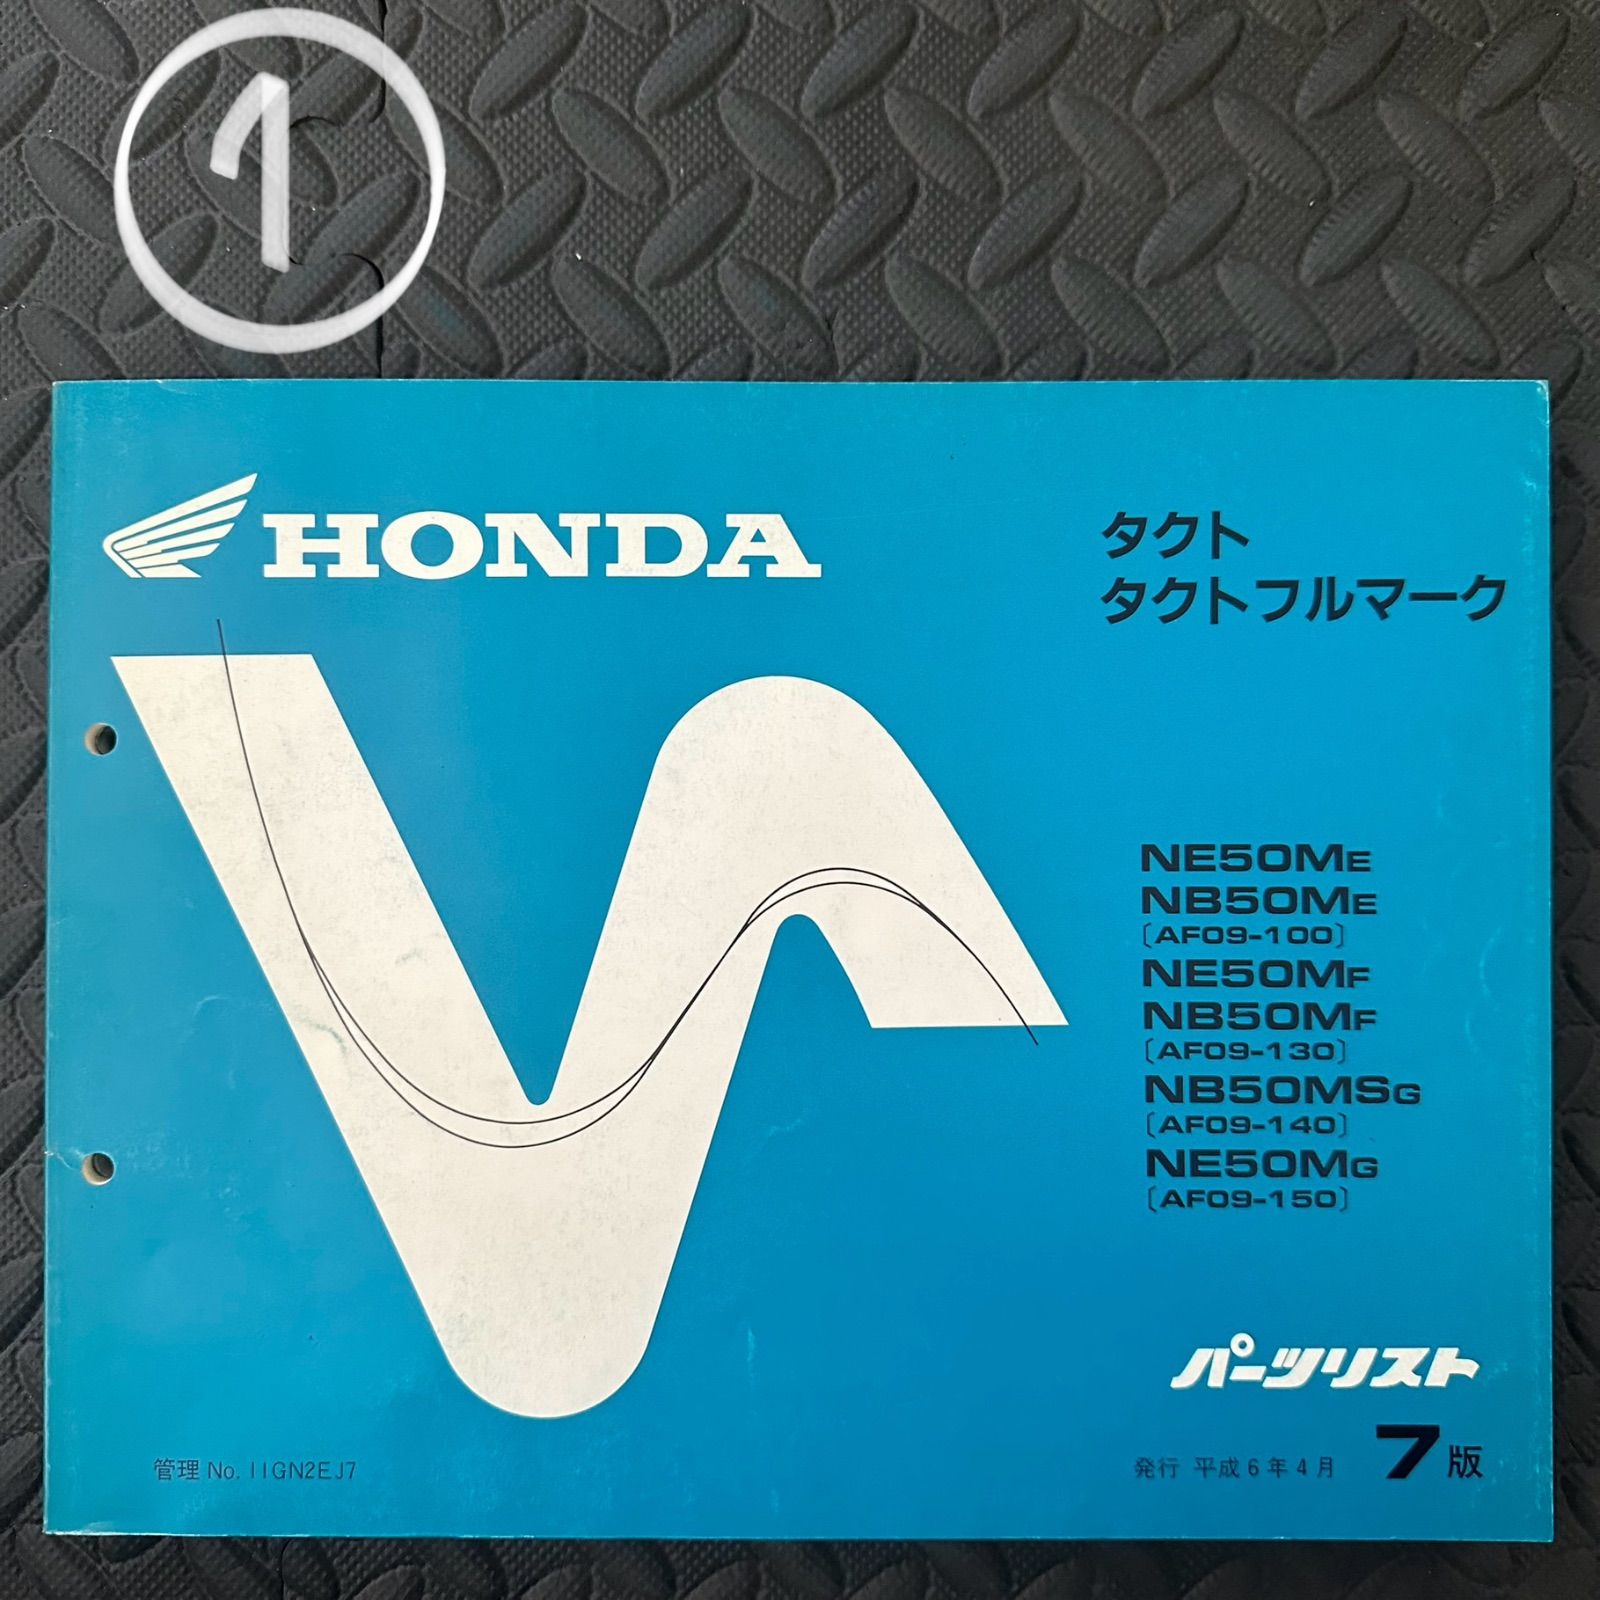 ①
HONDA
タクト
タクトフルマーク
NE50ME
NB50ME
〔AF09-100〕
NE50MF
NB50MF
〔AF09-130〕
NB50MSG
〔AF09-140〕
NE50MG
〔AF09-150〕
パーツリスト
管理 No. 11GN2EJ7
発行 平成6年4月 7版